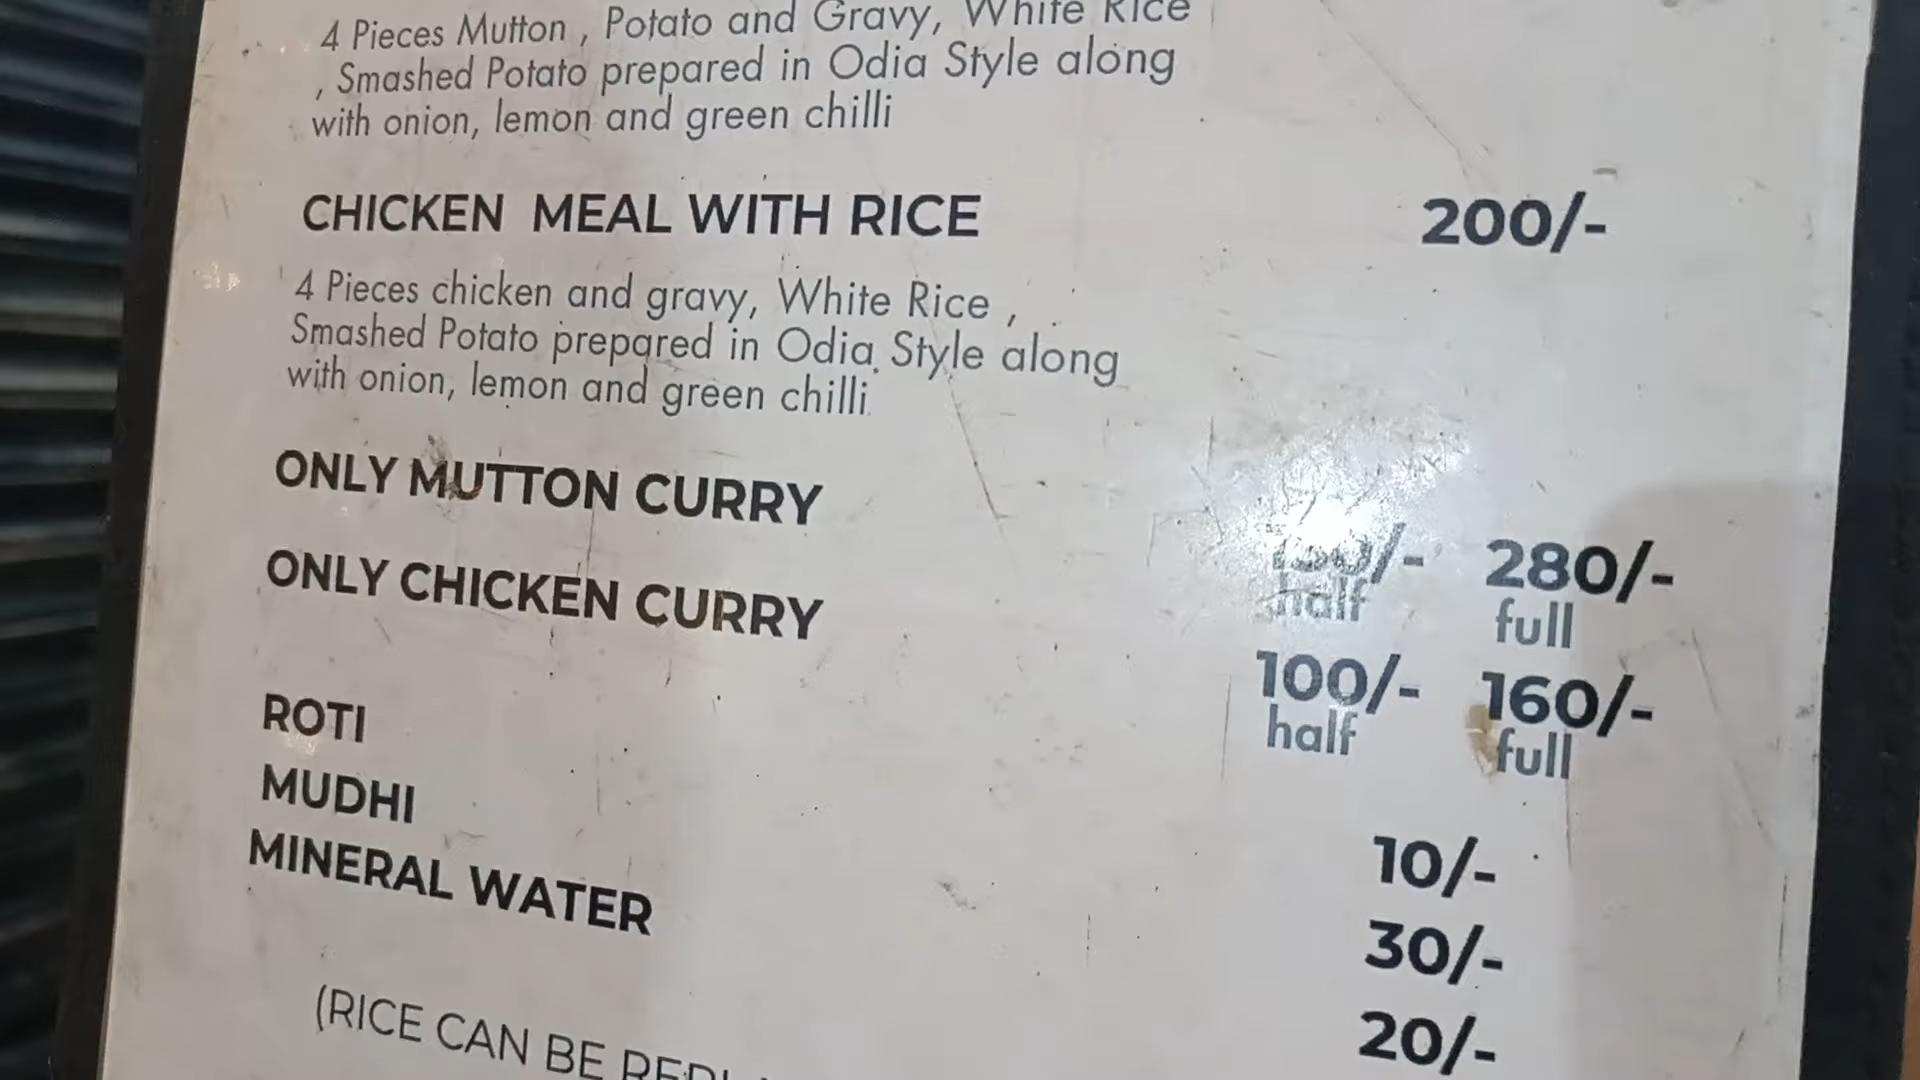 4 Pieces Mutton , Potato and Gravy, White Rice
, Smashed Potato prepared in Odia Style along
with onion, lemon and green chilli
CHICKEN MEAL WITH RICE 200/-
4 Pieces chicken and gravy, White Rice ,
Smashed Potato prepared in Odia Style along
with onion, lemon and green chilli
ONLY MUTTON CURRY 280/-
half full
ONLY CHICKEN CURRY 100/- 160/-
half full
ROTI 10/-
MUDHI 30/-
MINERAL WATER 20/-
(RICE CAN BE